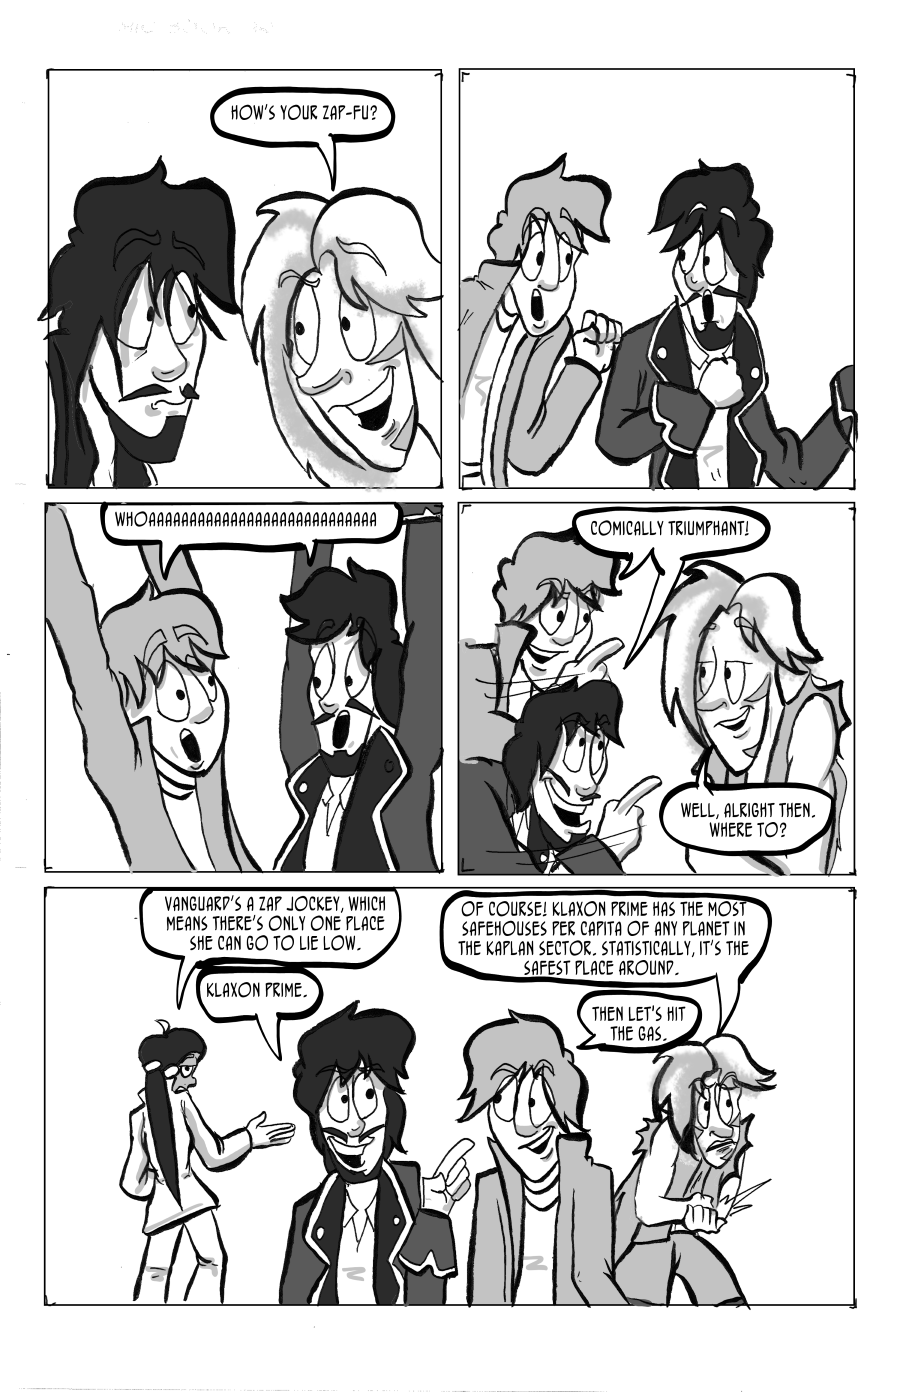 HOW'S YOUR ZAP-FU?
WHOAAAAAAAAAAAAAAAAAAAAAAAAAAAA
COMICALLY TRIUMPHANT!
WELL, ALRIGHT THEN.
WHERE TO?
VANGUARD'S A ZAP JOCKEY, WHICH
MEANS THERE'S ONLY ONE PLACE
SHE CAN GO TO LIE LOW.
KLAXON PRIME.
OF COURSE! KLAXON PRIME HAS THE MOST
SAFEHOUSES PER CAPITA OF ANY PLANET IN
THE KAPLAN SECTOR. STATISTICALLY, IT'S THE
SAFEST PLACE AROUND.
THEN LET'S HIT
THE GAS.